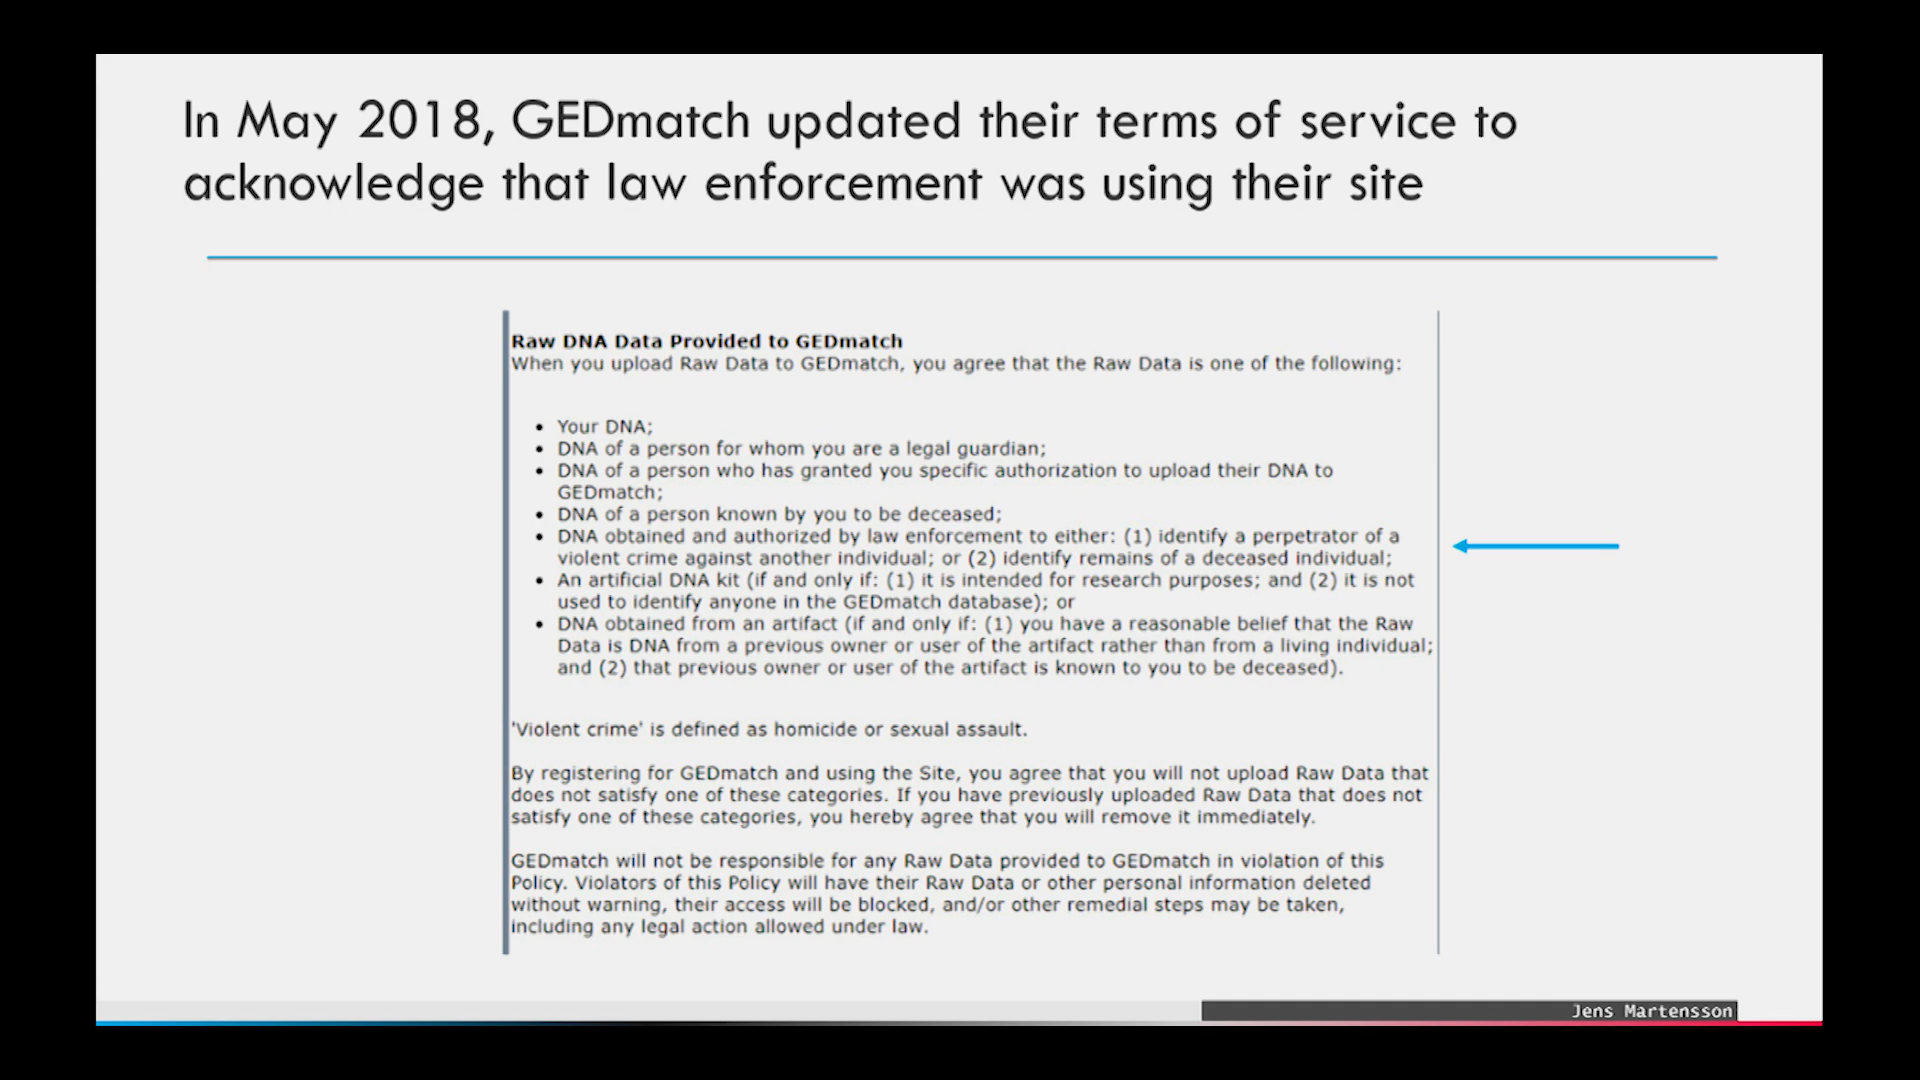 In May 2018, GEDmatch updated their terms of service to
acknowledge that law enforcement was using their site
Raw DNA Data Provided to GEDmatch
When you upload Raw Data to GEDmatch, you agree that the Raw Data is one of the following:
• Your DNA;
• DNA of a person for whom you are a legal guardian;
• DNA of a person who has granted you specific authorization to upload their DNA to
GEDmatch;
• DNA of a person known by you to be deceased;
• DNA obtained and authorized by law enforcement to either: (1) identify a perpetrator of a
violent crime against another individual; or (2) identify remains of a deceased individual;
• An artificial DNA kit (if and only if: (1) it is intended for research purposes; and (2) it is not
used to identify anyone in the GEDmatch database); or
• DNA obtained from an artifact (if and only if: (1) you have a reasonable belief that the Raw
Data is DNA from a previous owner or user of the artifact rather than from a living individual;
and (2) that previous owner or user of the artifact is known to you to be deceased).
'Violent crime' is defined as homicide or sexual assault.
By registering for GEDmatch and using the Site, you agree that you will not upload Raw Data that
does not satisfy one of these categories. If you have previously uploaded Raw Data that does not
satisfy one of these categories, you hereby agree that you will remove it immediately.
GEDmatch will not be responsible for any Raw Data provided to GEDmatch in violation of this
Policy. Violators of this Policy will have their Raw Data or other personal information deleted
without warning, their access will be blocked, and/or other remedial steps may be taken,
including any legal action allowed under law.
Jens Martensson